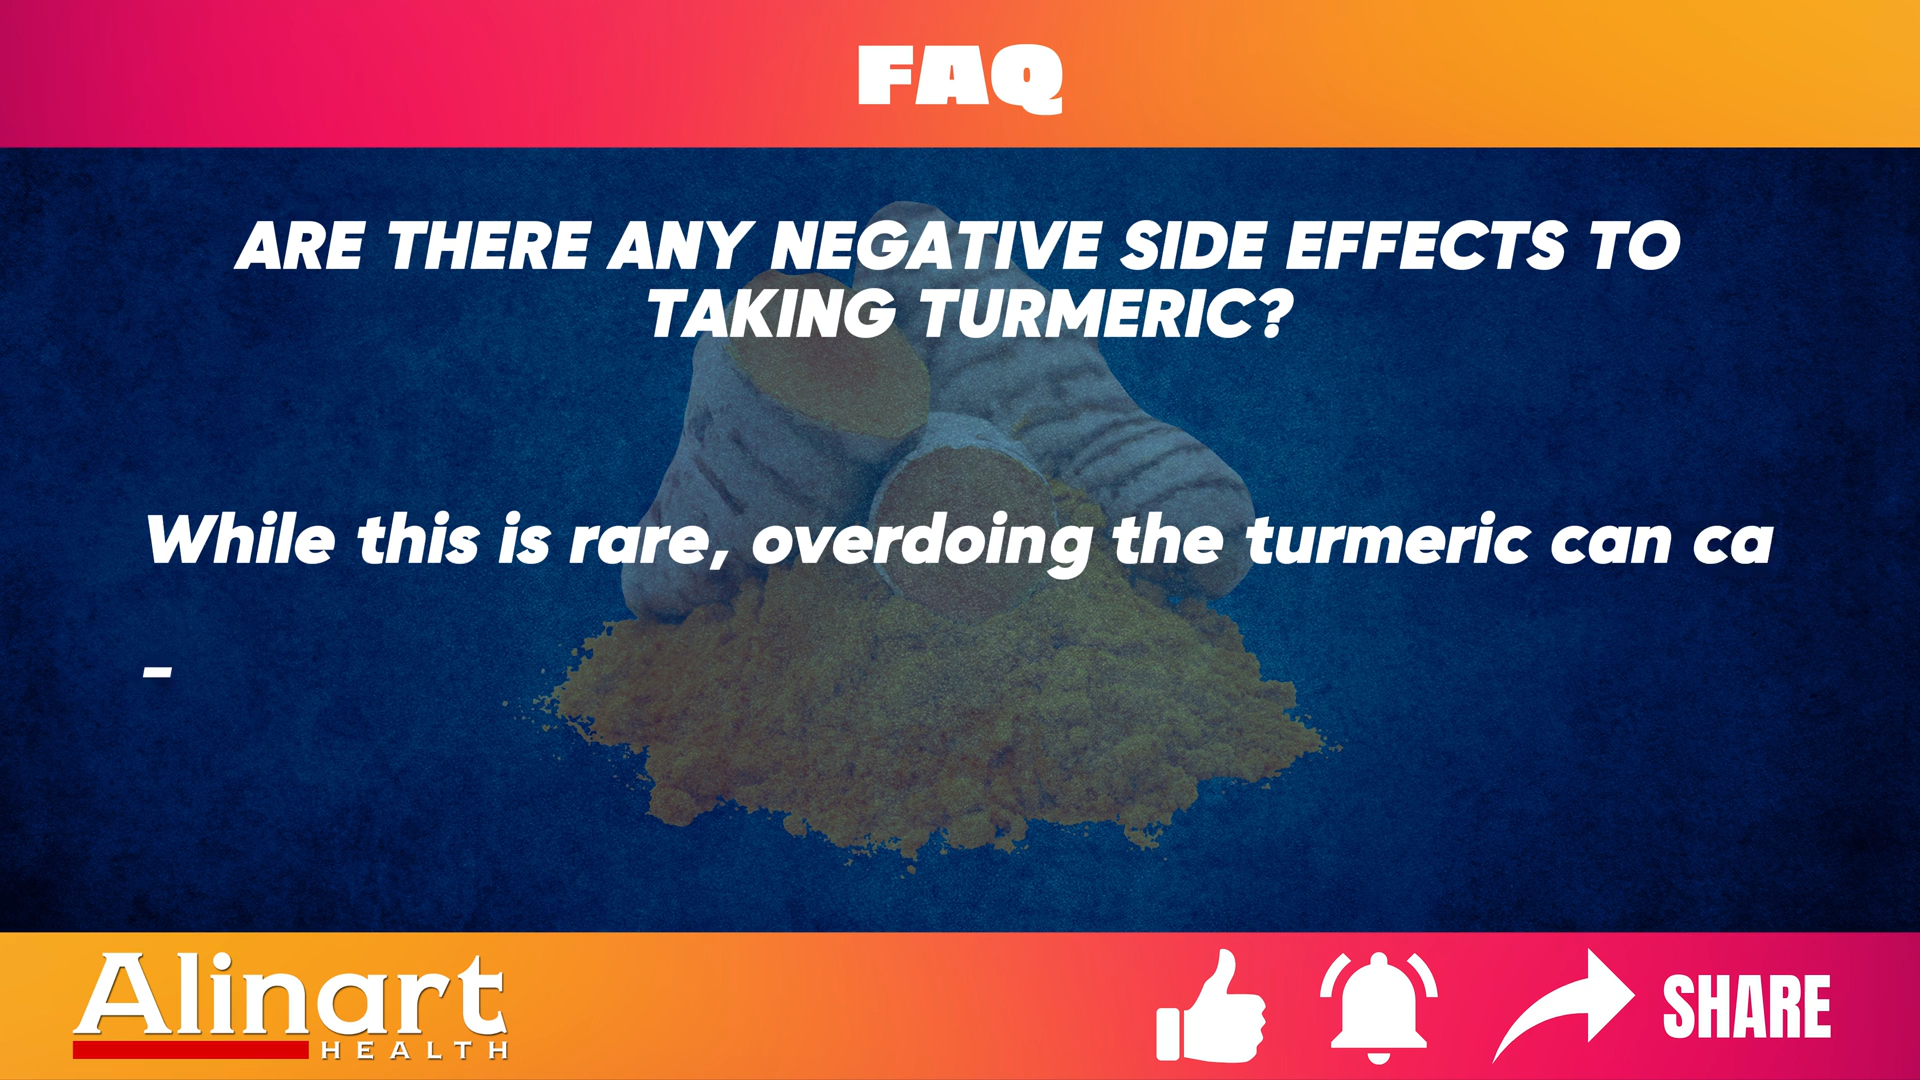 FAQ
ARE THERE ANY NEGATIVE SIDE EFFECTS TO
TAKING TURMERIC?
While this is rare, overdoing the turmeric can ca
-
Alinart
HEALTH
SHARE